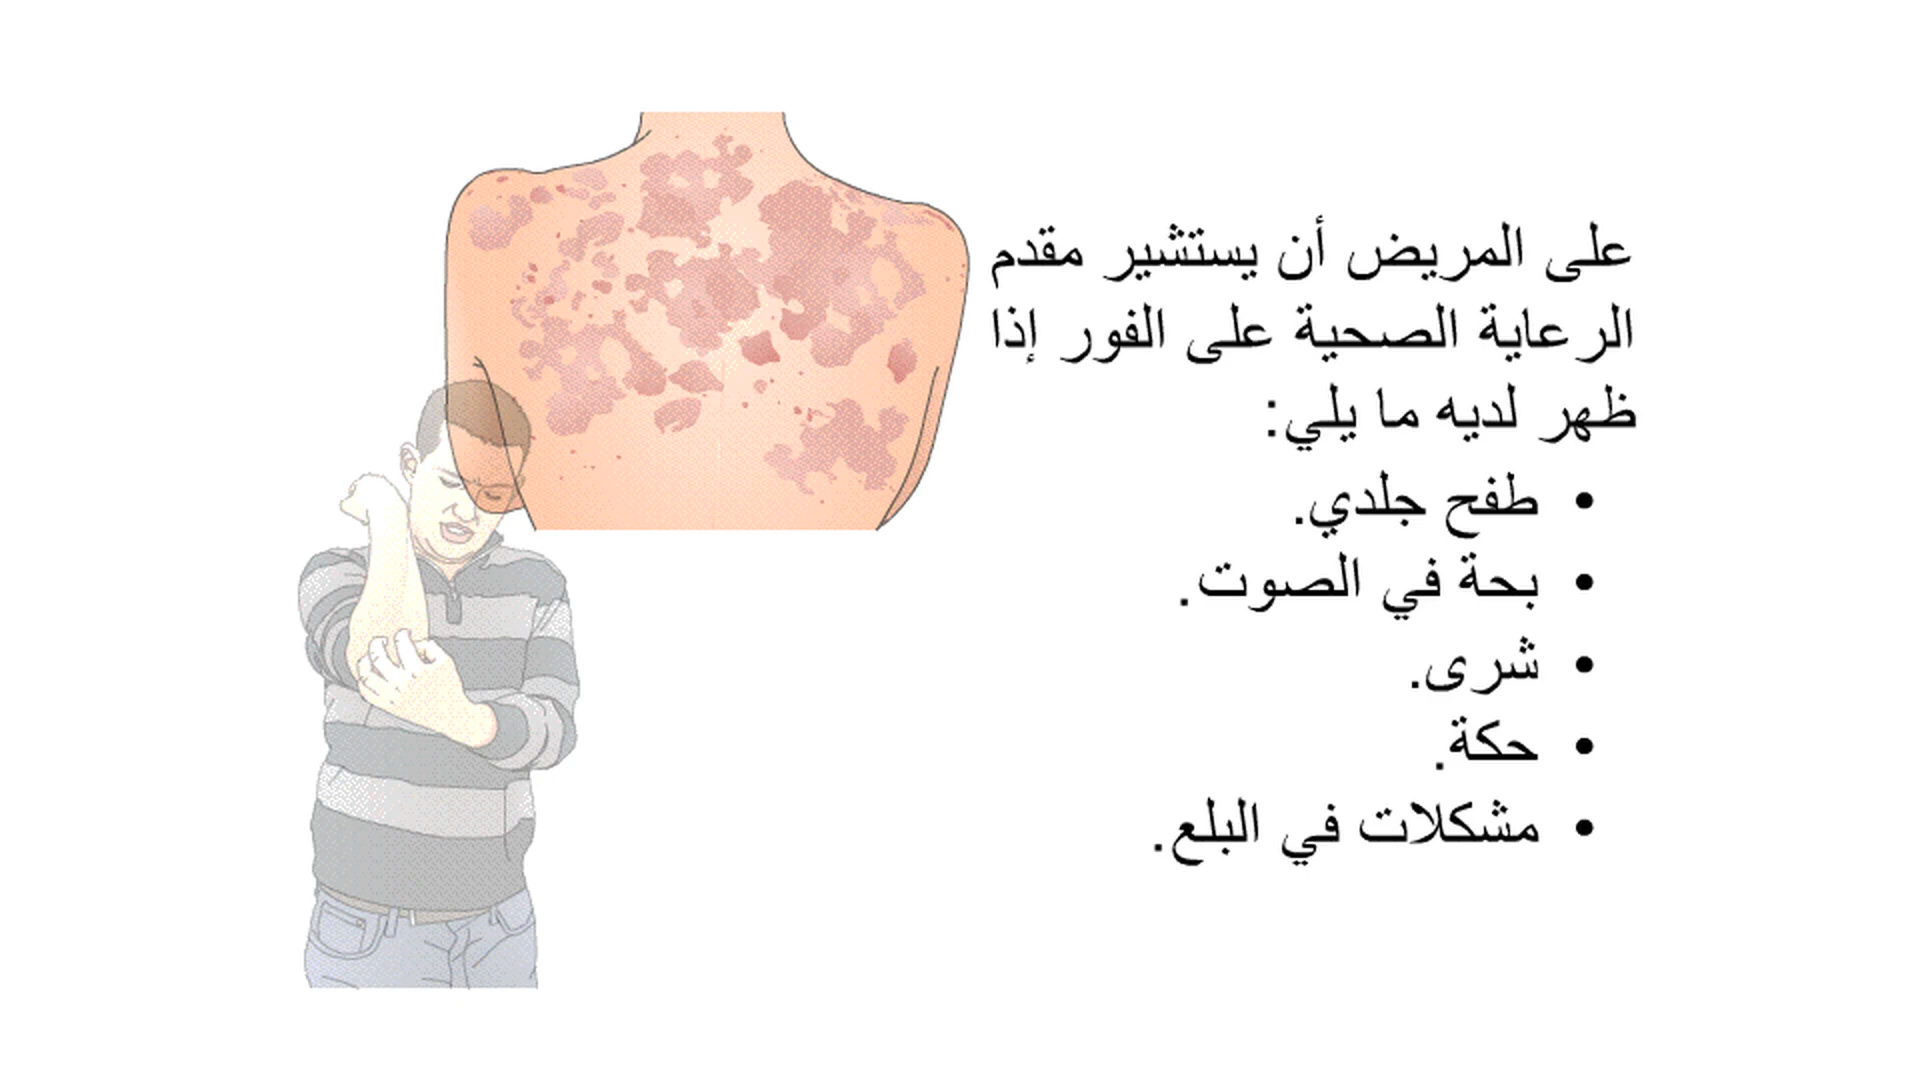 على المريض أن يستشير مقدم
الرعاية الصحية على الفور إذا
ظهر لديه ما يلي:
• طفح جلدي.
• بحة في الصوت.
• شرى.
• حكة.
• مشكلات في البلع.